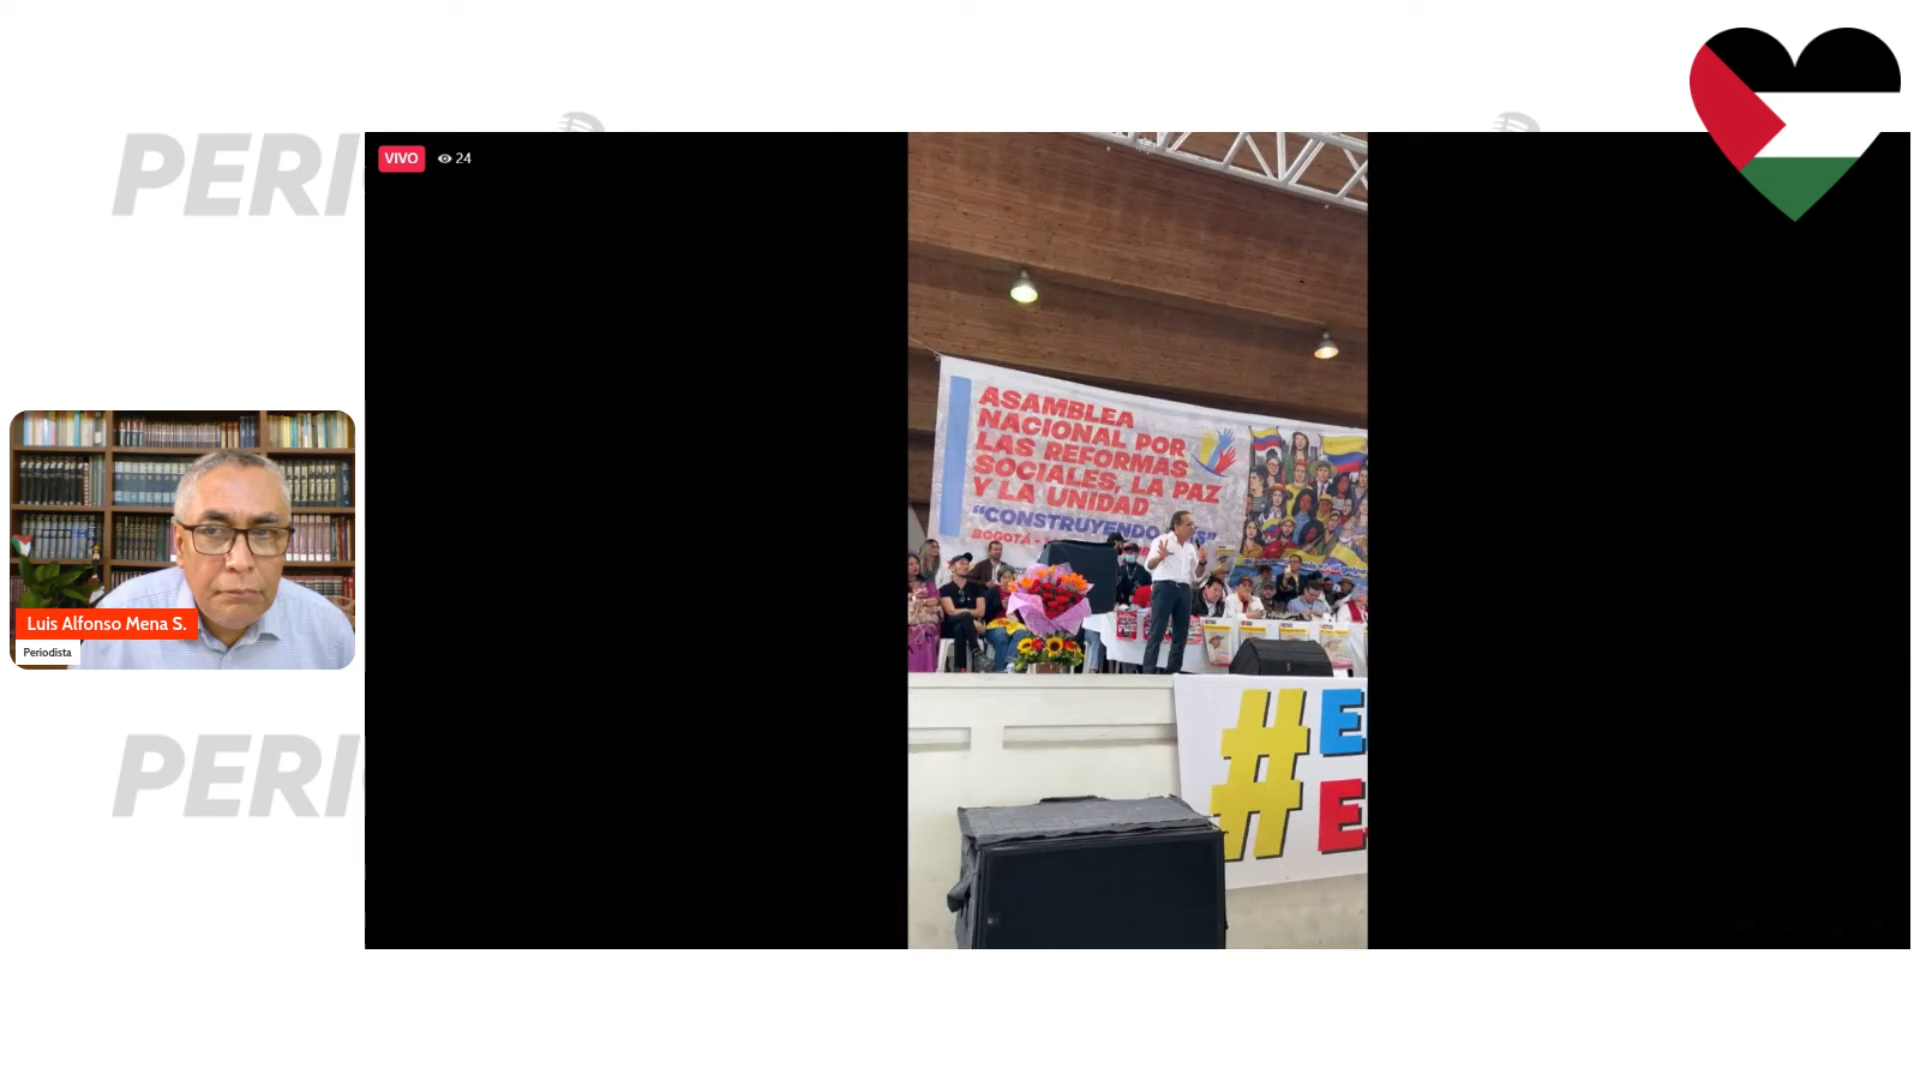 PERI
VIVO
24
ASAMBLEA
NACIONAL POR
LAS REFORMAS
SOCIALES, LA PAZ
Y LA UNIDAD
"CONSTRUYENDO
BOGOTÁ -
Luis Alfonso Mena S.
Periodista
#E
E
PERI